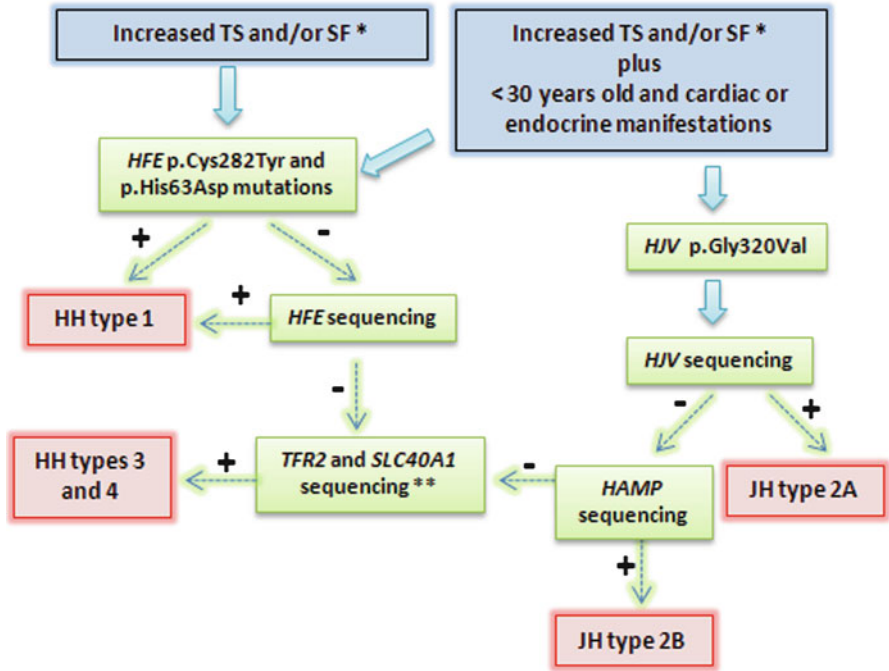 Increased TS and/or SF *
Increased TS and/or SF *
plus
< 30 years old and cardiac or
endocrine manifestations
HFE p.Cys282Tyr and
p.His63Asp mutations
+
-
HJV p.Gly320Val
HH type 1
+
HFE sequencing
HJV sequencing
-
-
+
HH types 3
and 4
+
TFR2 and SLC40A1
sequencing **
-
HAMP
sequencing
JH type 2A
+
JH type 2B